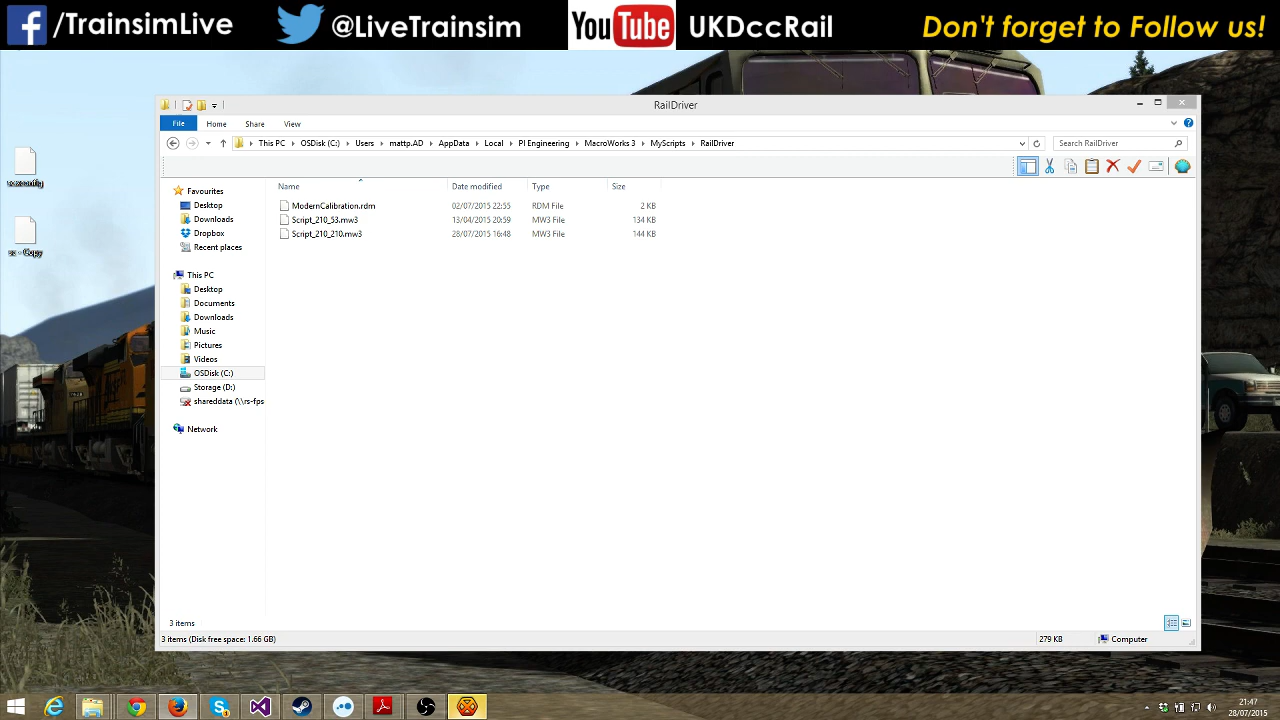 /TrainsimLive @LiveTrainsim YouTube UKDccRail Don't forget to Follow us!
RailDriver
File Home Share View
This PC OSDisk (C:) Users mattp.AD AppData Local PI Engineering MacroWorks 3 MyScripts RailDriver Search RailDriver
Name Date modified Type Size
ModernCalibration.rdm 02/07/2015 22:55 RDM File 2 KB
Script_210_53.mw3 13/04/2015 20:59 MW3 File 134 KB
Script_210_210.mw3 28/07/2015 16:48 MW3 File 144 KB
Favourites
Desktop
Downloads
Dropbox
Recent places
This PC
Desktop
Documents
Downloads
Music
Pictures
Videos
OSDisk (C:)
Storage (D:)
shareddata (\\rs-fps
Network
3 items
3 items (Disk free space: 1.66 GB) 279 KB Computer
21:47
28/07/2015